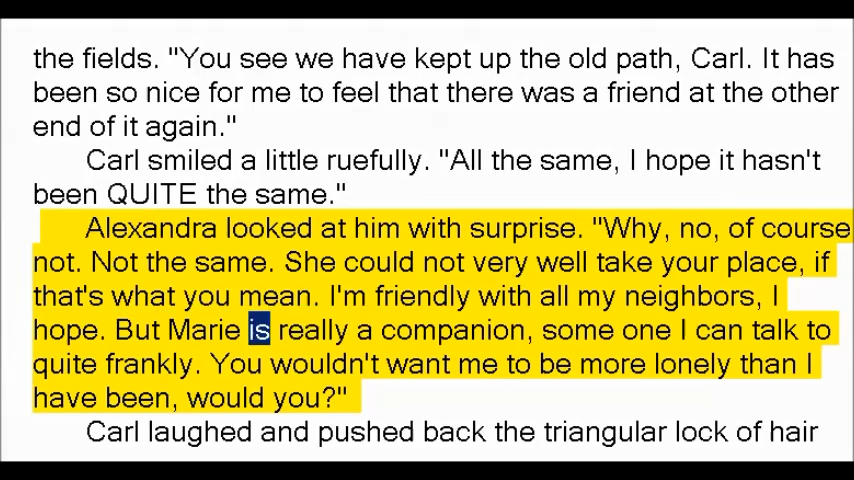 the fields. "You see we have kept up the old path, Carl. It has
been so nice for me to feel that there was a friend at the other
end of it again."
Carl smiled a little ruefully. "All the same, I hope it hasn't
been QUITE the same."
Alexandra looked at him with surprise. "Why, no, of course
not. Not the same. She could not very well take your place, if
that's what you mean. I'm friendly with all my neighbors, I
hope. But Marie is really a companion, some one I can talk to
quite frankly. You wouldn't want me to be more lonely than I
have been, would you?"
Carl laughed and pushed back the triangular lock of hair